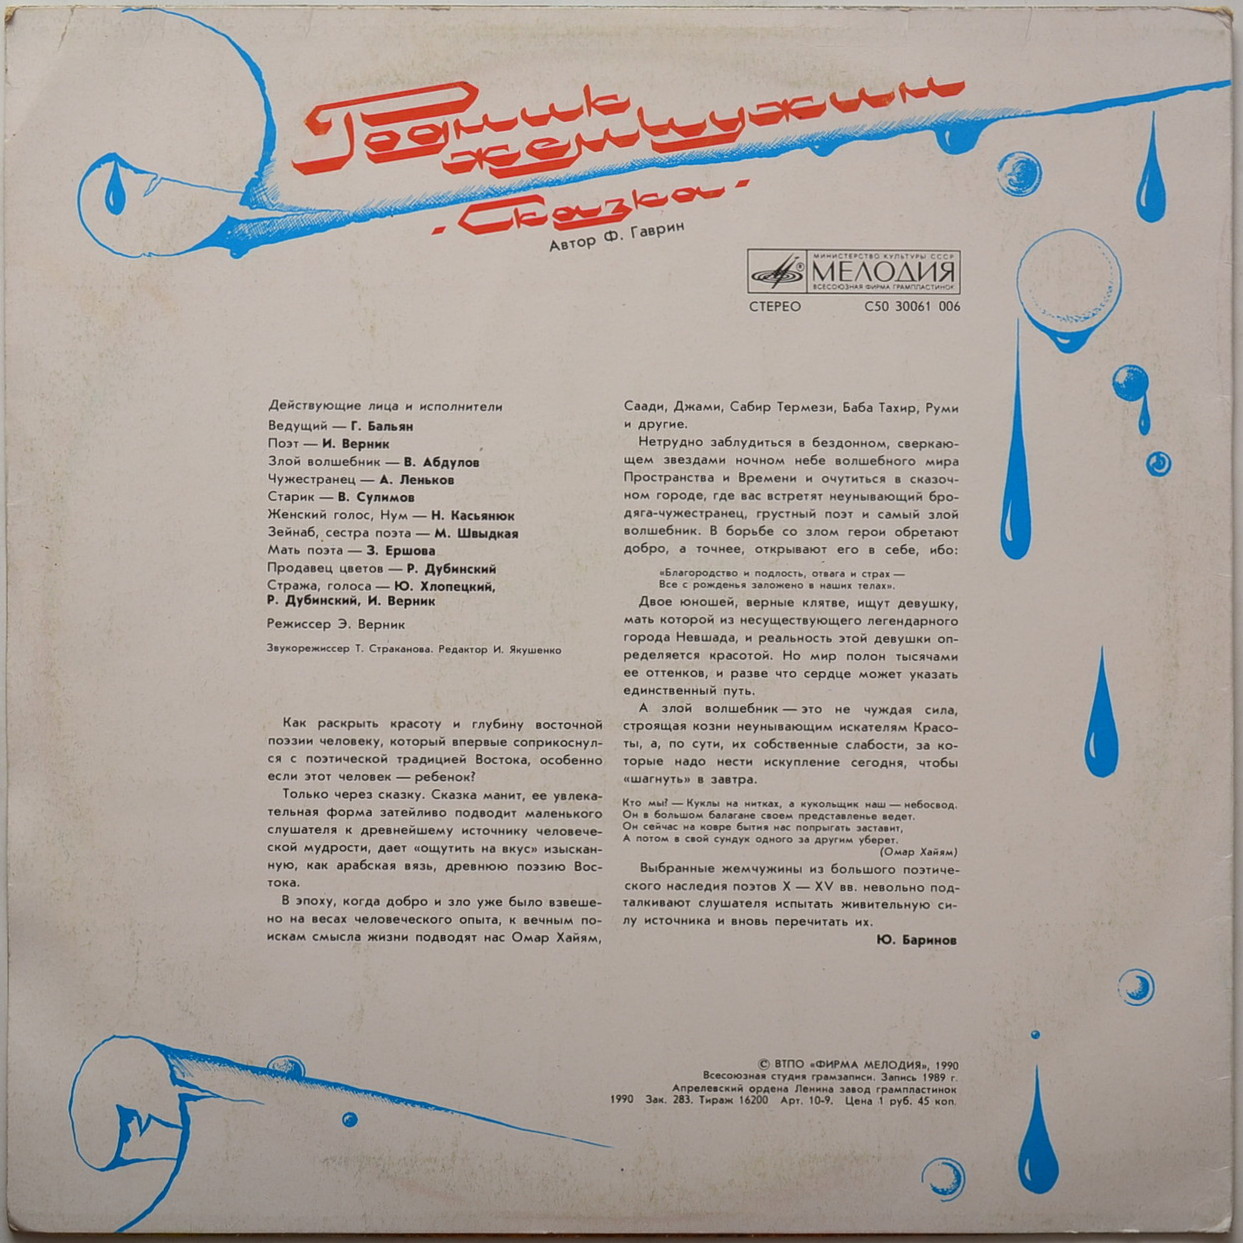 Родник
жемчужин
- Сказка -
Автор Ф. Гаврин
МИНИСТЕРСТВО КУЛЬТУРЫ СССР
МЕЛОДИЯ
ВСЕСОЮЗНАЯ ФИРМА ГРАМПЛАСТИНОК
СТЕРЕО С50 30061 006
Действующие лица и исполнители
Ведущий — Г. Бальян
Поэт — И. Верник
Злой волшебник — В. Абдулов
Чужестранец — А. Леньков
Старик — В. Сулимов
Женский голос, Нум — Н. Касьянюк
Зейнаб, сестра поэта — М. Швыдкая
Мать поэта — З. Ершова
Продавец цветов — Р. Дубинский
Стража, голоса — Ю. Хлопецкий,
Р. Дубинский, И. Верник
Режиссер Э. Верник
Звукорежиссер Т. Страканова. Редактор И. Якушенко
Как раскрыть красоту и глубину восточной
поэзии человеку, который впервые соприкоснул-
ся с поэтической традицией Востока, особенно
если этот человек — ребенок?
Только через сказку. Сказка манит, ее увлека-
тельная форма затейливо подводит маленького
слушателя к древнейшему источнику человече-
ской мудрости, дает «ощутить на вкус» изыскан-
ную, как арабская вязь, древнюю поэзию Вос-
тока.
В эпоху, когда добро и зло уже было взвеше-
но на весах человеческого опыта, к вечным по-
искам смысла жизни подводят нас Омар Хайям,
Саади, Джами, Сабир Термези, Баба Тахир, Руми
и другие.
Нетрудно заблудиться в бездонном, сверкаю-
щем звездами ночном небе волшебного мира
Пространства и Времени и очутиться в сказоч-
ном городе, где вас встретят неунывающий бро-
дяга-чужестранец, грустный поэт и самый злой
волшебник. В борьбе со злом герои обретают
добро, а точнее, открывают его в себе, ибо:
«Благородство и подлость, отвага и страх —
Все с рожденья заложено в наших телах».
Двое юношей, верные клятве, ищут девушку,
мать которой из несуществующего легендарного
города Невшада, и реальность этой девушки оп-
ределяется красотой. Но мир полон тысячами
ее оттенков, и разве что сердце может указать
единственный путь.
А злой волшебник — это не чуждая сила,
строящая козни неунывающим искателям Красо-
ты, а, по сути, их собственные слабости, за ко-
торые надо нести искупление сегодня, чтобы
«шагнуть» в завтра.
Кто мы? — Куклы на нитках, а кукольщик наш — небосвод.
Он в большом балагане своем представленье ведет.
Он сейчас на ковре бытия нас попрыгать заставит,
А потом в свой сундук одного за другим уберет.
(Омар Хайям)
Выбранные жемчужины из большого поэтиче-
ского наследия поэтов X — XV вв. невольно под-
талкивают слушателя испытать живительную си-
лу источника и вновь перечитать их.
Ю. Баринов
© ВТПО «ФИРМА МЕЛОДИЯ», 1990
Всесоюзная студия грамзаписи. Запись 1989 г.
Апрелевский ордена Ленина завод грампластинок
1990 Зак. 283. Тираж 16200 Арт. 10-9. Цена 1 руб. 45 коп.